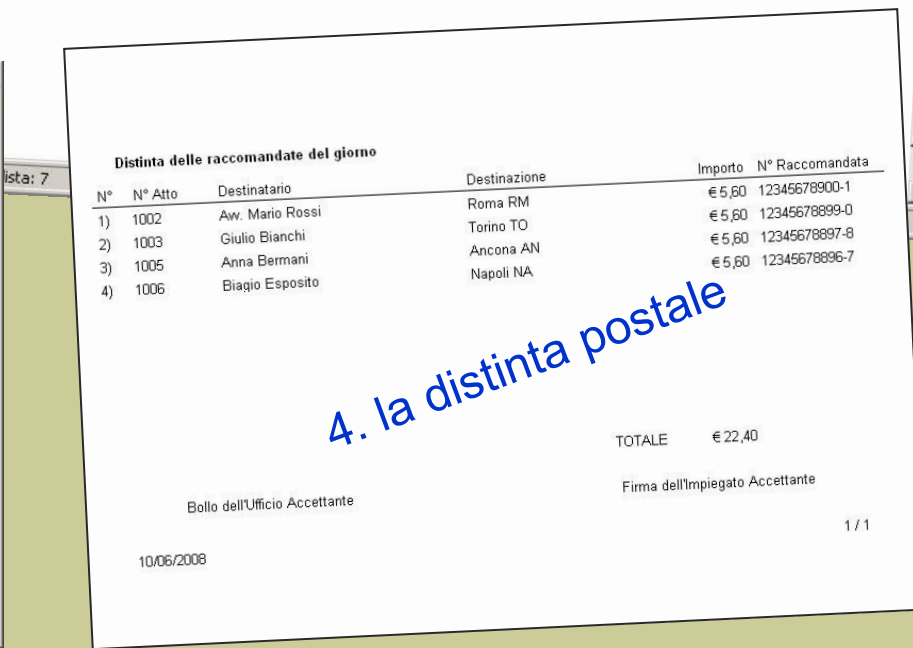 ista: 7
Distinta delle raccomandate del giorno
N° N° Atto Destinatario Destinazione Importo N° Raccomandata
1) 1002 Avv. Mario Rossi Roma RM € 5,60 12345678900-1
2) 1003 Giulio Bianchi Torino TO € 5,60 12345678899-0
3) 1005 Anna Bermani Ancona AN € 5,60 12345678897-8
4) 1006 Biagio Esposito Napoli NA € 5,60 12345678896-7
4. la distinta postale
TOTALE € 22,40
Bollo dell'Ufficio Accettante Firma dell'Impiegato Accettante
1 / 1
10/06/2008